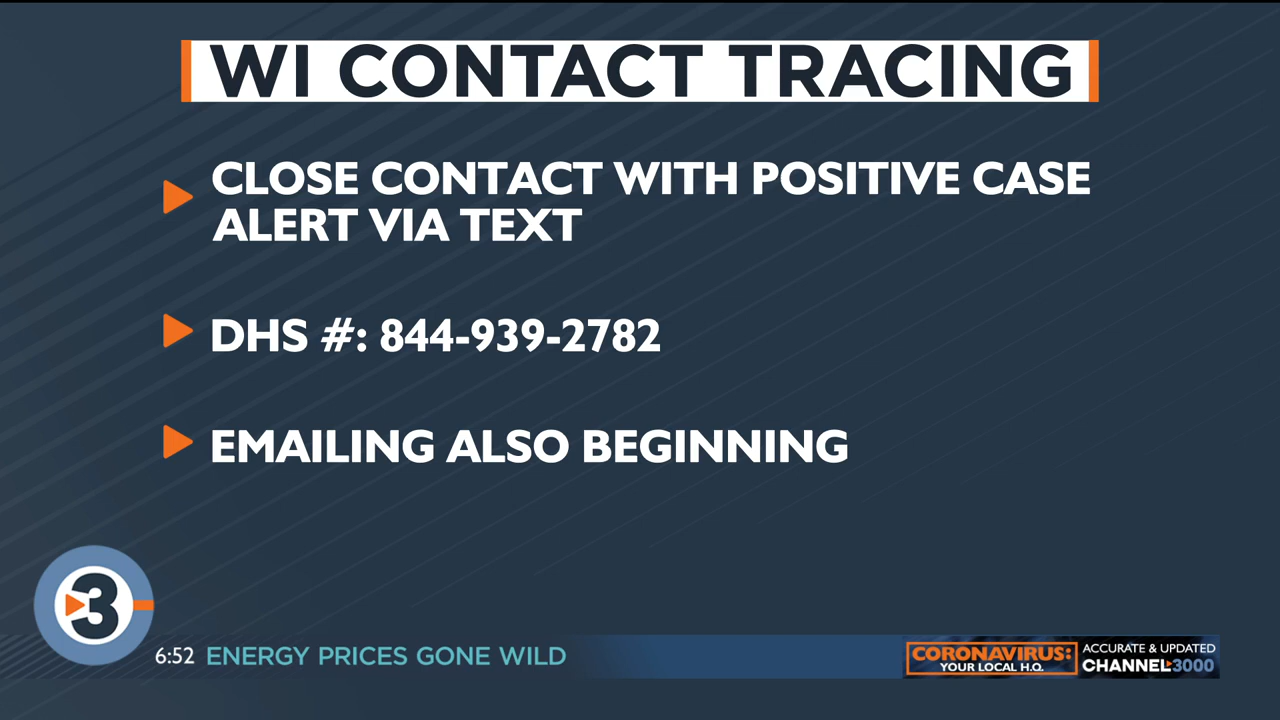 WI CONTACT TRACING
CLOSE CONTACT WITH POSITIVE CASE
ALERT VIA TEXT
DHS #: 844-939-2782
EMAILING ALSO BEGINNING
3
6:52 ENERGY PRICES GONE WILD
CORONAVIRUS:
YOUR LOCAL H.Q.
ACCURATE & UPDATED
CHANNEL3000